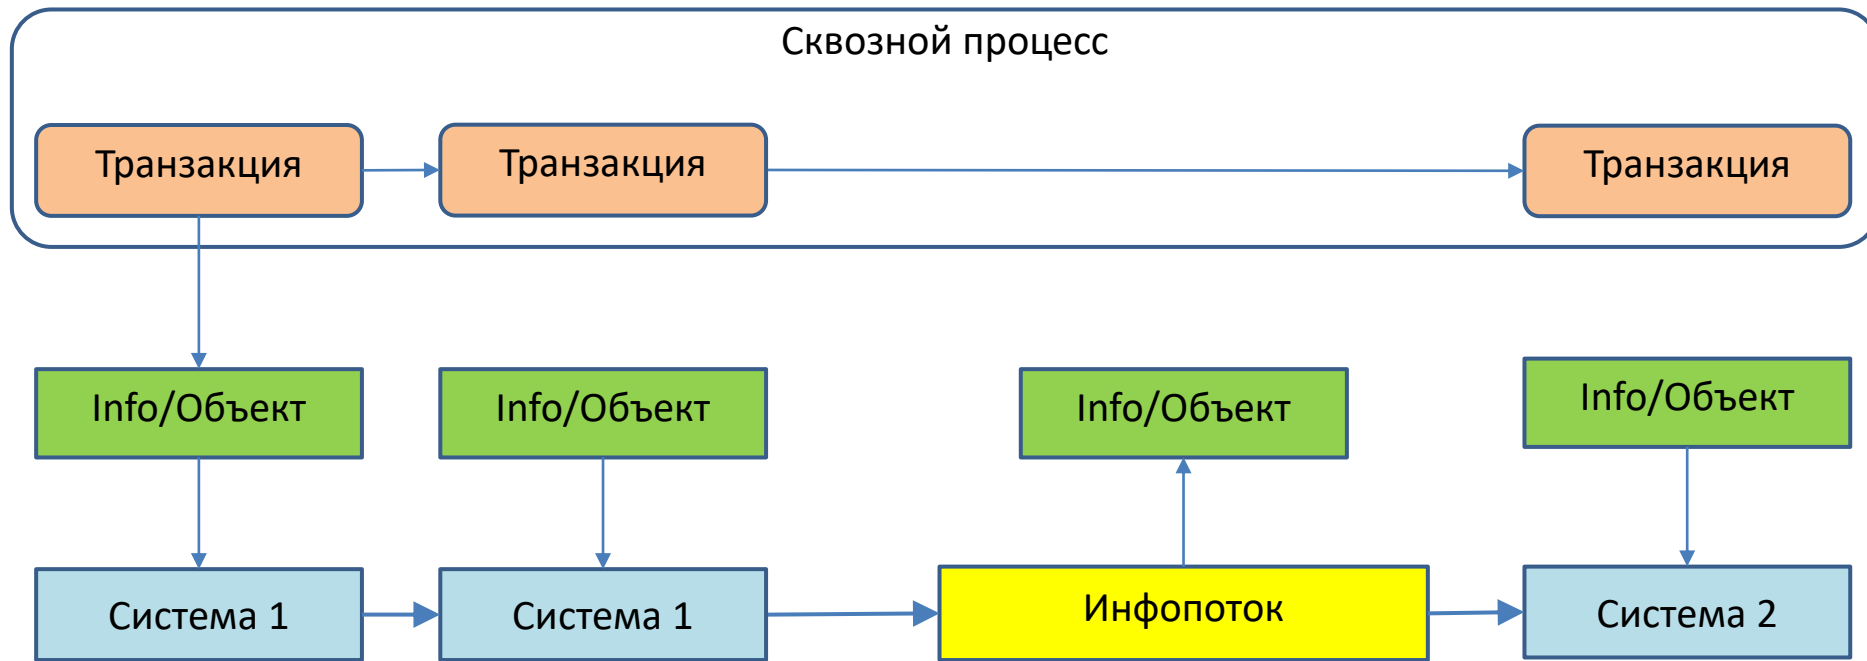 Сквозной процесс
Транзакция
Транзакция
Транзакция
Info/Объект
Info/Объект
Info/Объект
Info/Объект
Система 1
Система 1
Инфопоток
Система 2